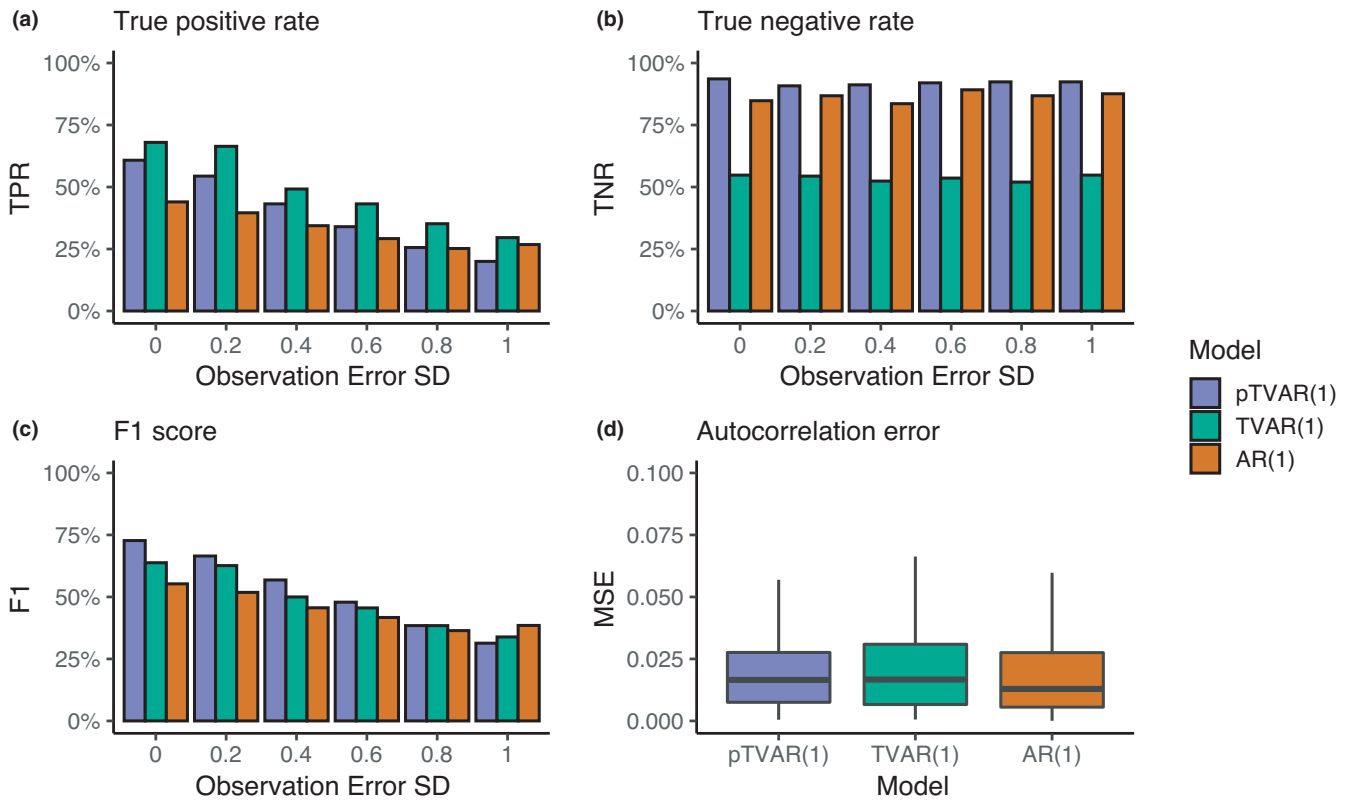 (a) True positive rate
100%
75%
50%
25%
0%
TPR
0 0.2 0.4 0.6 0.8 1
Observation Error SD
(b) True negative rate
100%
75%
50%
25%
0%
TNR
0 0.2 0.4 0.6 0.8 1
Observation Error SD
(c) F1 score
100%
75%
50%
25%
0%
F1
0 0.2 0.4 0.6 0.8 1
Observation Error SD
(d) Autocorrelation error
0.100
0.075
0.050
0.025
0.000
MSE
pTVAR(1) TVAR(1) AR(1)
Model
Model
pTVAR(1)
TVAR(1)
AR(1)